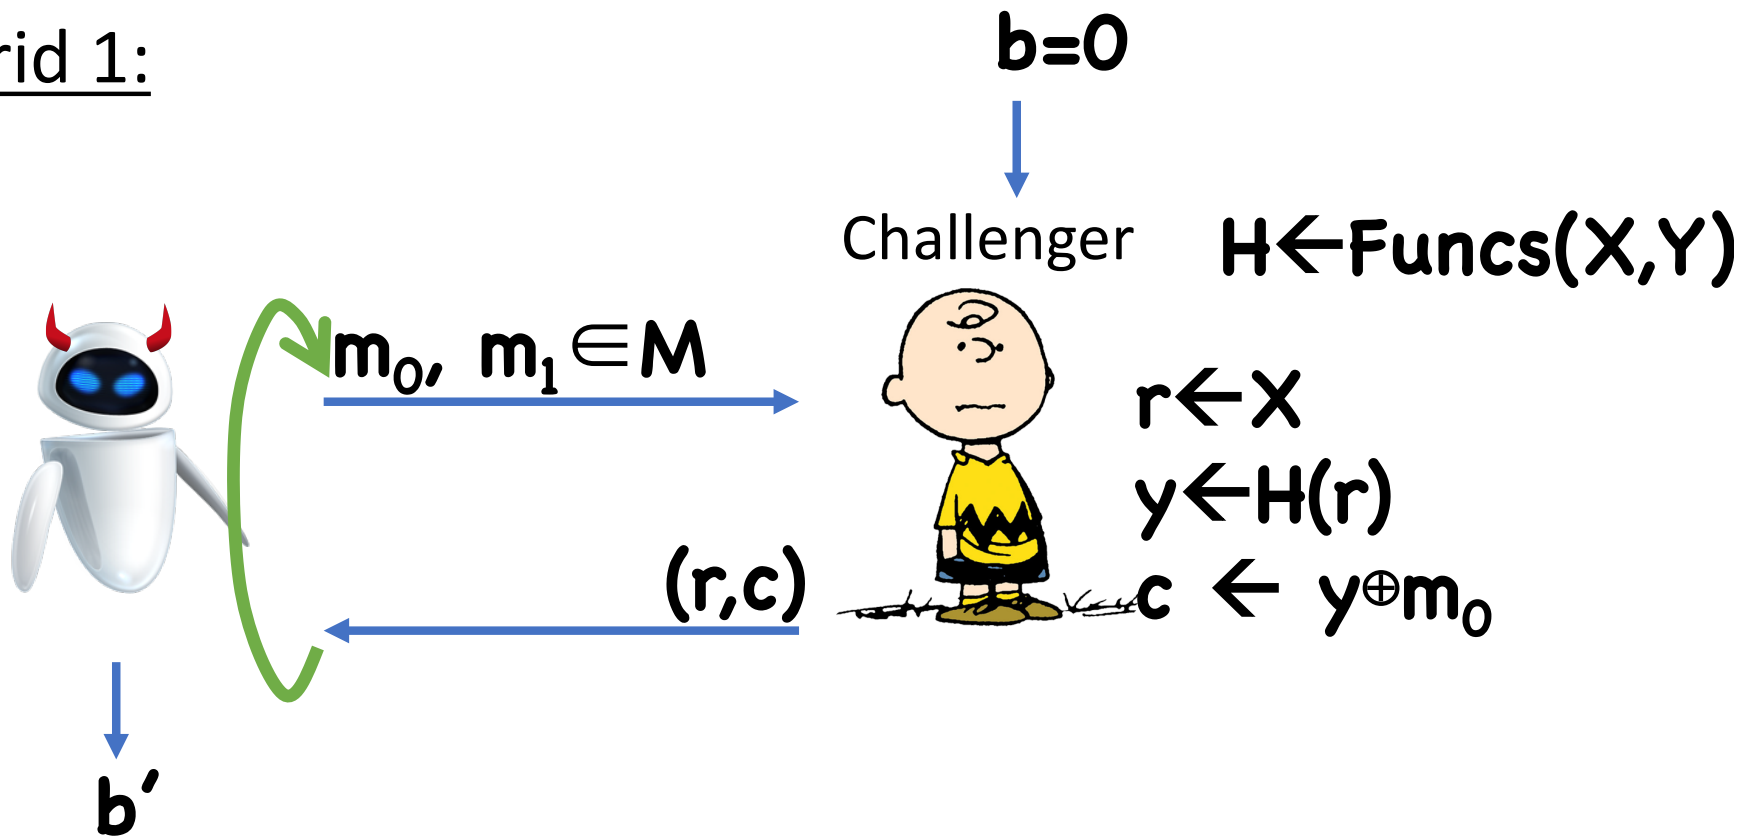 rid 1:
b=0
Challenger
H←Funcs(X,Y)
m₀, m₁∈M
r←X
y←H(r)
(r,c)
c ← y⊕m₀
b′